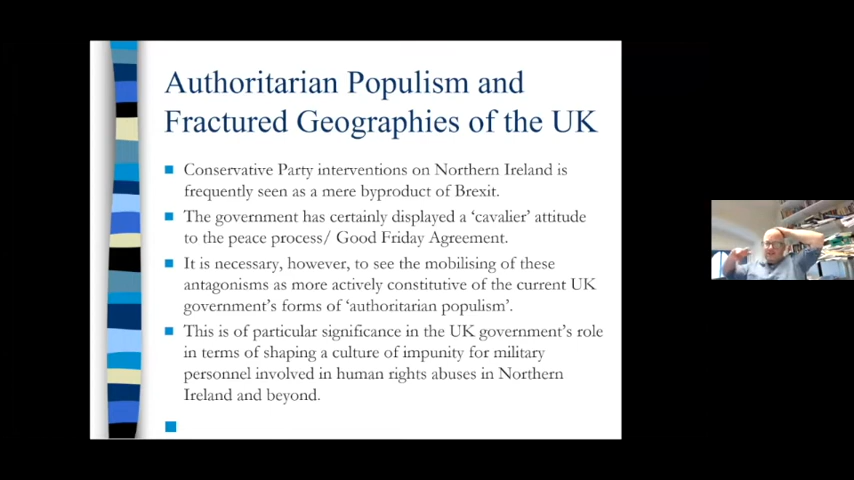 Authoritarian Populism and
Fractured Geographies of the UK
Conservative Party interventions on Northern Ireland is
frequently seen as a mere byproduct of Brexit.
The government has certainly displayed a ‘cavalier’ attitude
to the peace process/ Good Friday Agreement.
It is necessary, however, to see the mobilising of these
antagonisms as more actively constitutive of the current UK
government’s forms of ‘authoritarian populism’.
This is of particular significance in the UK government’s role
in terms of shaping a culture of impunity for military
personnel involved in human rights abuses in Northern
Ireland and beyond.